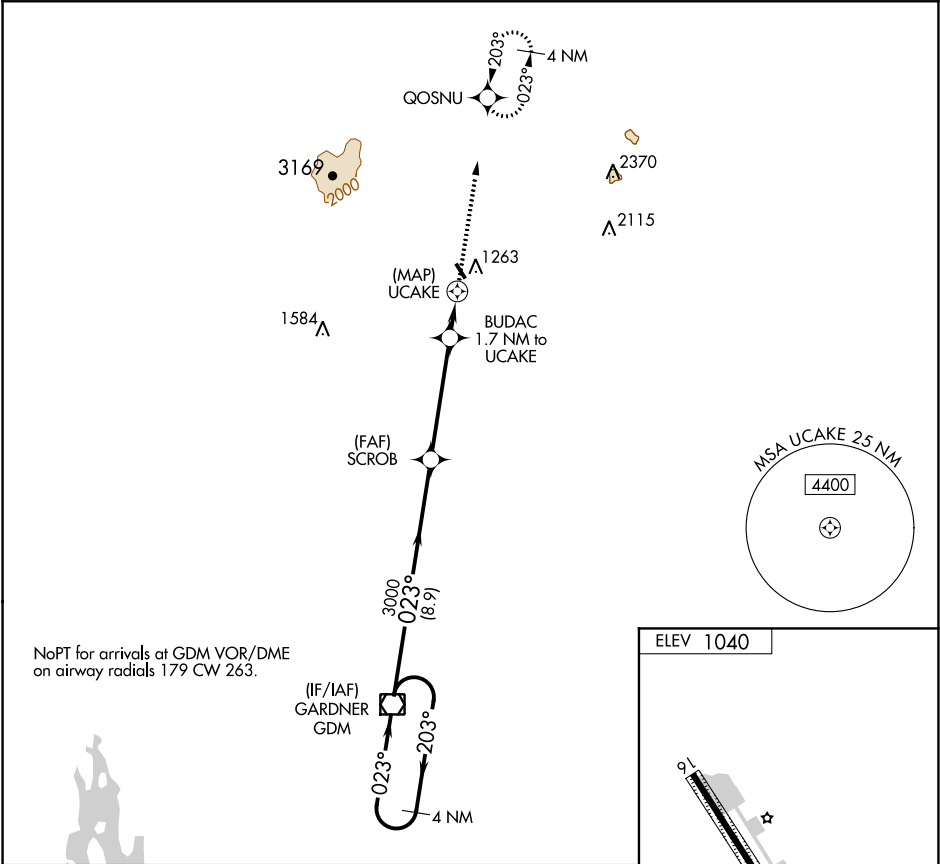 203°
4 NM
023°
QOSNU
3169
2000
2370
2115
(MAP)
UCAKE
1263
1584
BUDAC
1.7 NM to
UCAKE
(FAF)
SCROB
MSA UCAKE 25 NM
4400
3000
023°
(8.9)
NoPT for arrivals at GDM VOR/DME
on airway radials 179 CW 263.
(IF/IAF)
GARDNER
GDM
023°
203°
4 NM
ELEV 1040
16